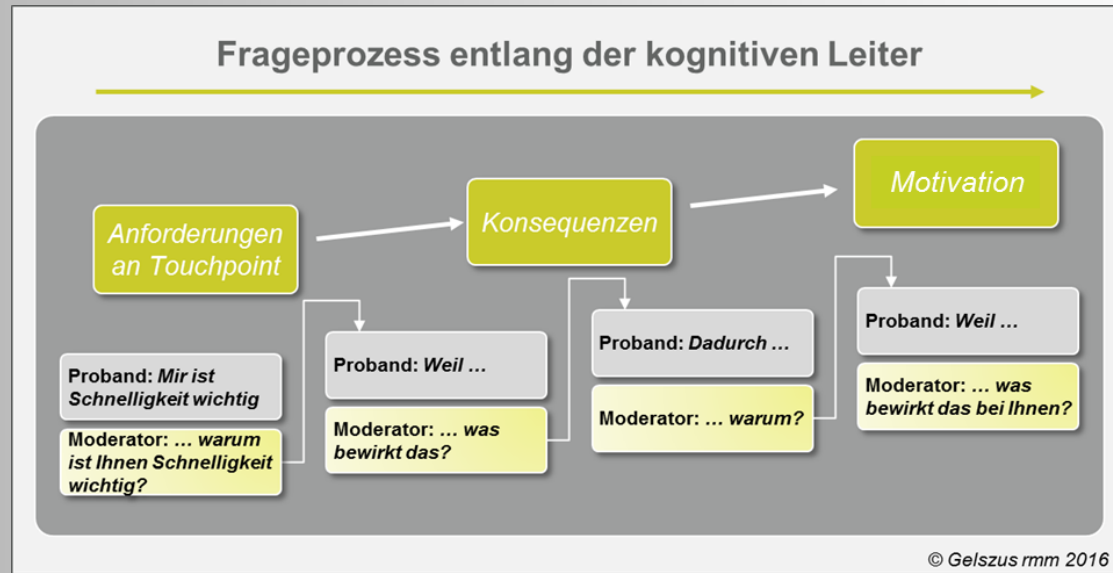 Frageprozess entlang der kognitiven Leiter
Anforderungen
an Touchpoint
Konsequenzen
Motivation
Proband: Mir ist
Schnelligkeit wichtig
Moderator: … warum
ist Ihnen Schnelligkeit
wichtig?
Proband: Weil …
Moderator: … was
bewirkt das?
Proband: Dadurch …
Moderator: … warum?
Proband: Weil …
Moderator: … was
bewirkt das bei Ihnen?
© Gelszus rmm 2016